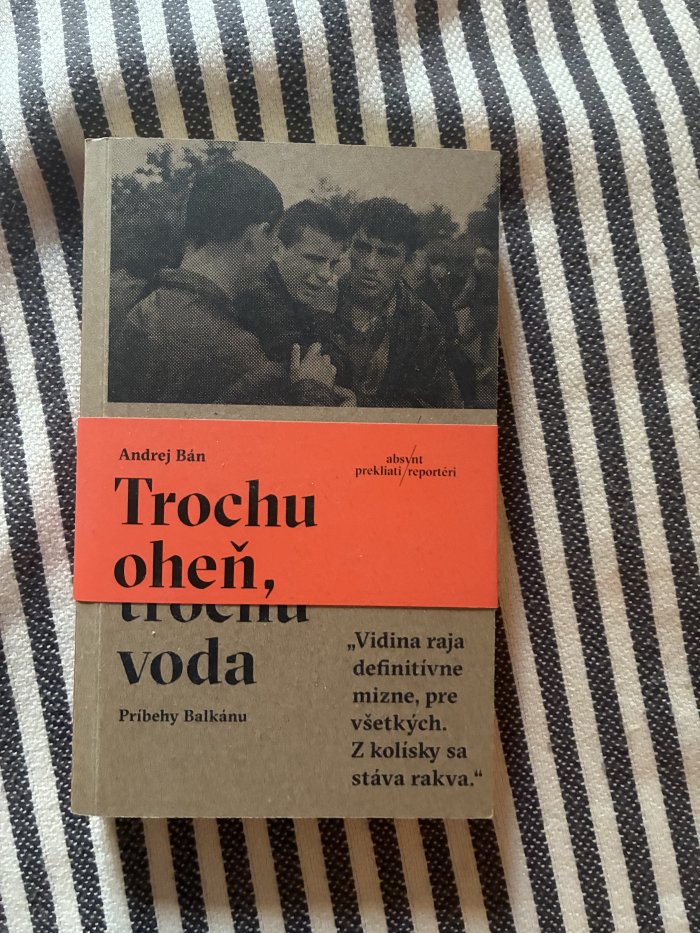 Andrej Bán
absynt
prekliati/reportéri
Trochu
oheň,
trochu
voda
Príbehy Balkánu
„Vidina raja
definitívne
mizne, pre
všetkých.
Z kolísky sa
stáva rakva.“